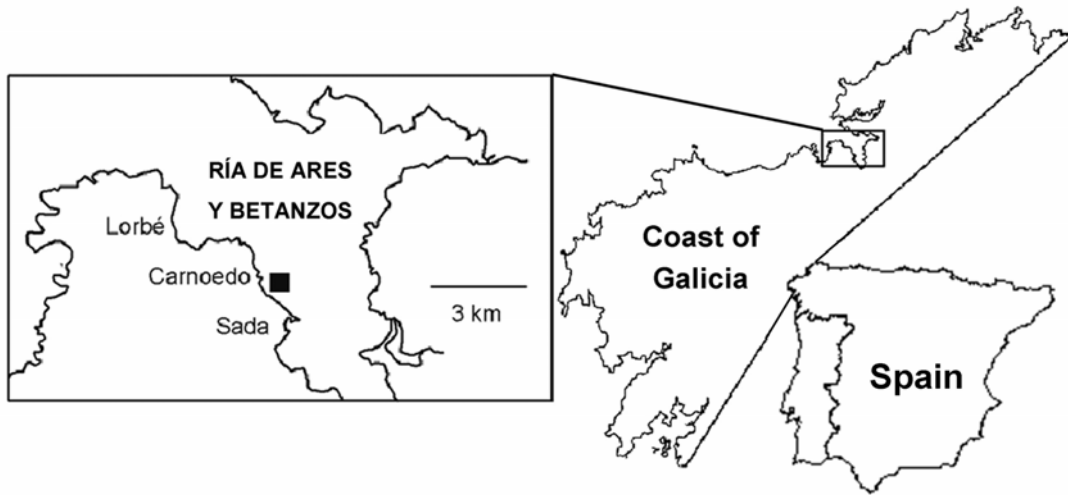 RÍA DE ARES
Y BETANZOS
Lorbé
Carnoedo
Sada
3 km
Coast of
Galicia
Spain